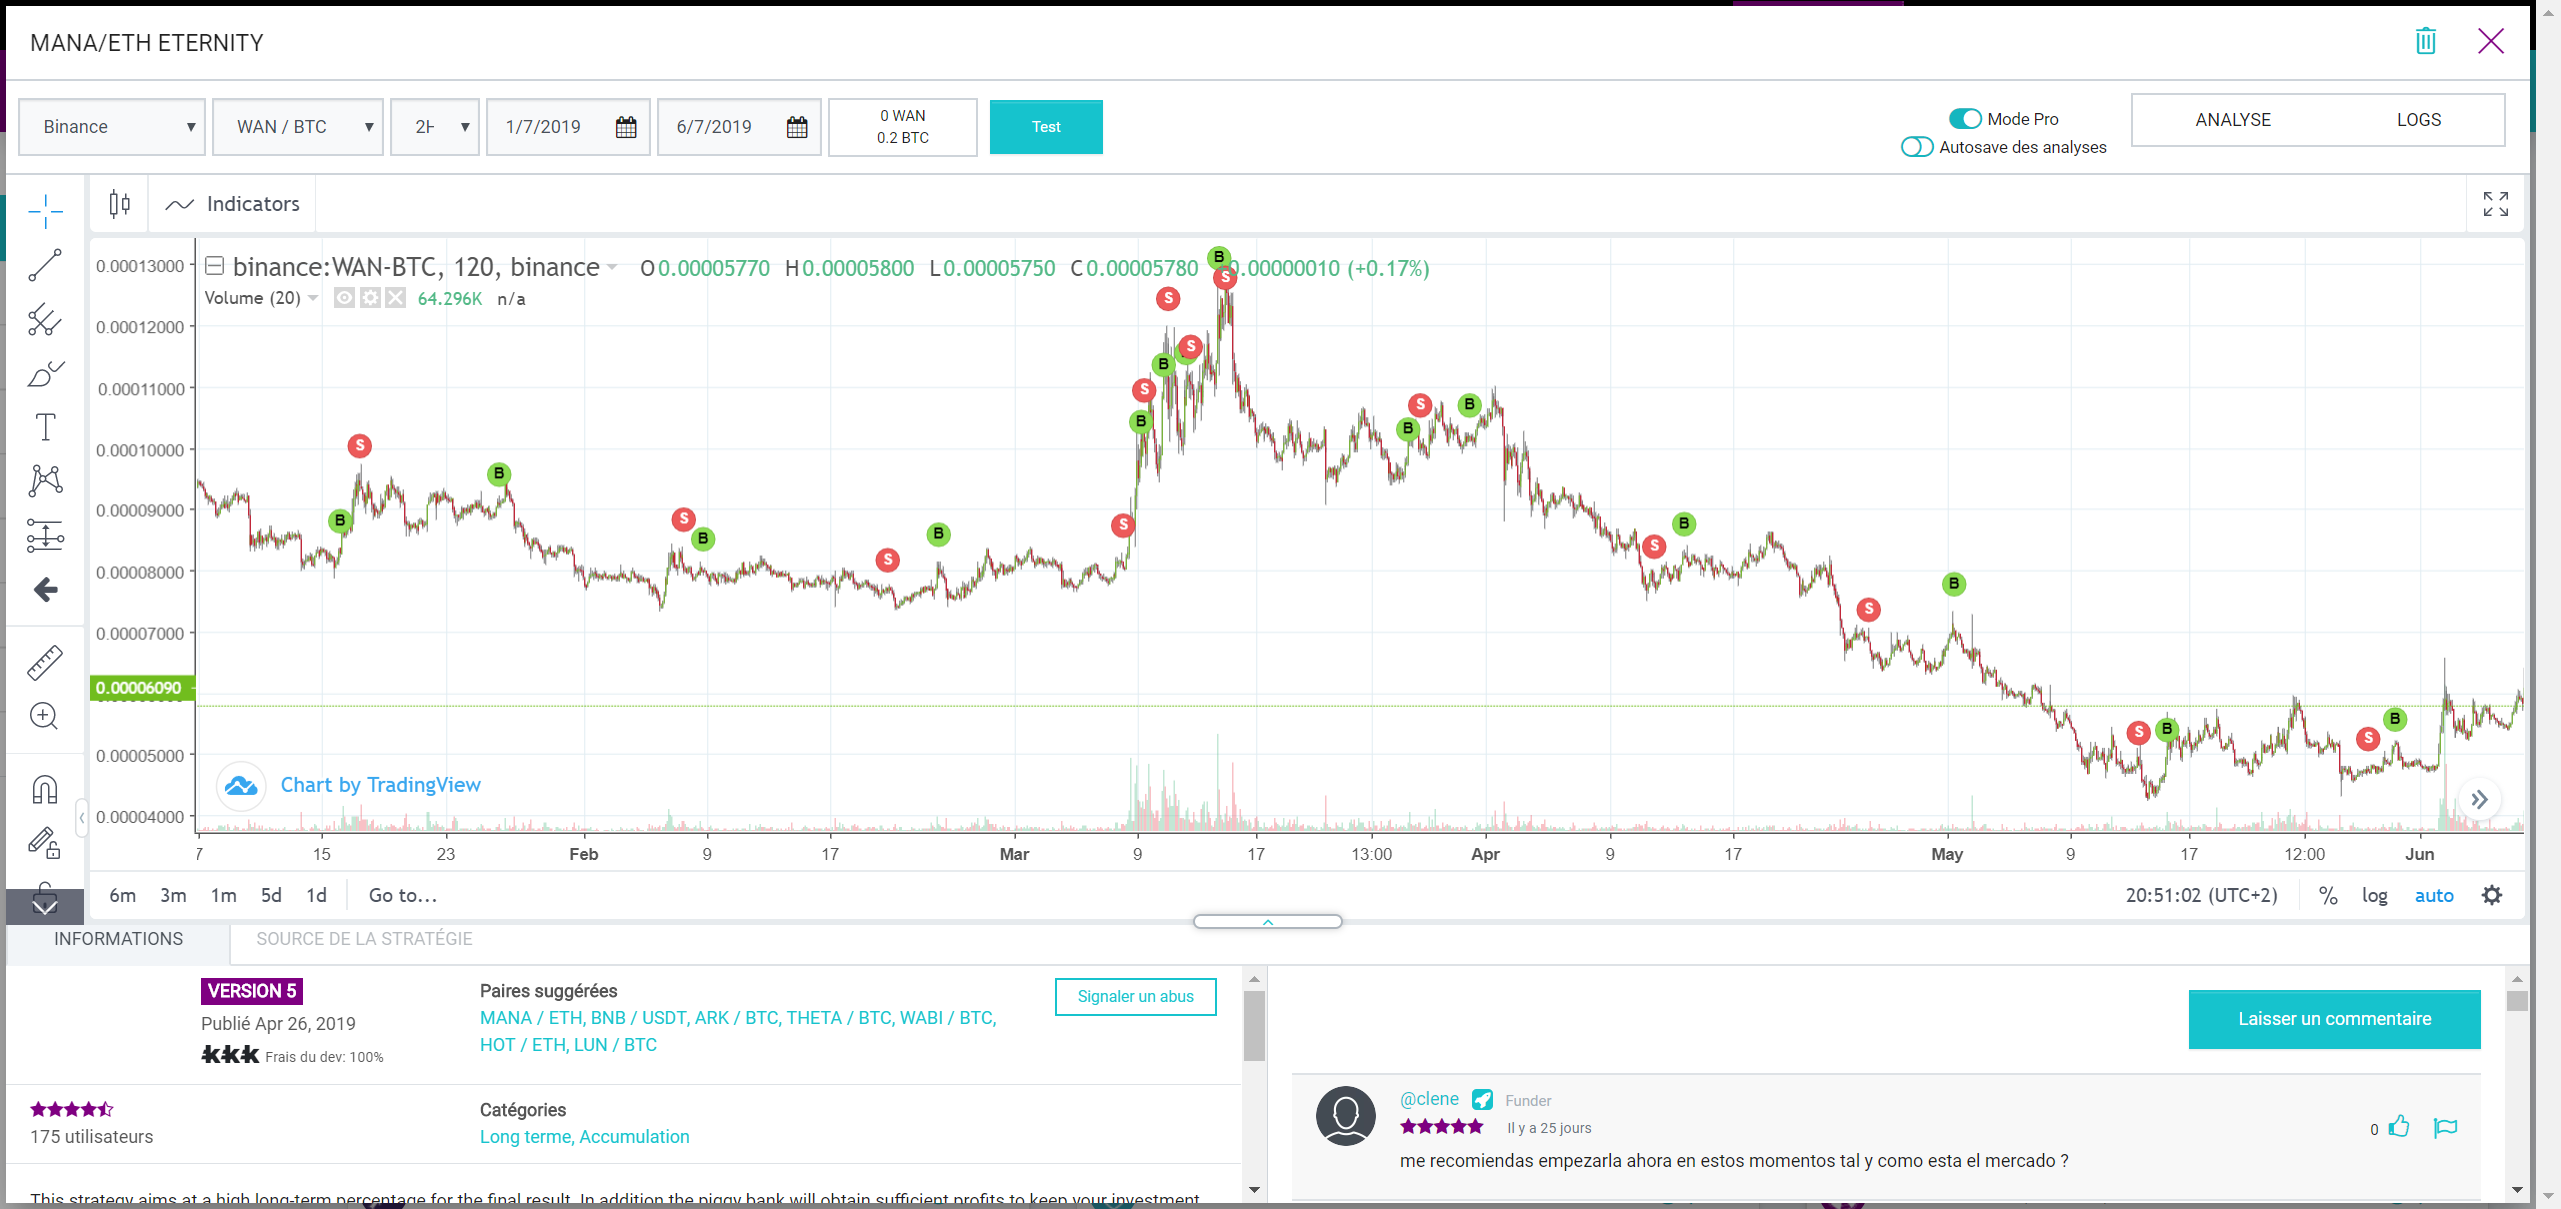 MANA/ETH ETERNITY
Binance
WAN / BTC
2H
1/7/2019
6/7/2019
0 WAN
0.2 BTC
Test
Mode Pro
Autosave des analyses
ANALYSE
LOGS
Indicators
binance:WAN-BTC, 120, binance
O 0.00005770 H 0.00005800 L 0.00005750 C 0.00005780 0.00000010 (+0.17%)
Volume (20)
64.296K n/a
0.00013000
0.00012000
0.00011000
0.00010000
0.00009000
0.00008000
0.00007000
0.00006090
0.00005000
0.00004000
B
S
B
S
B
S
B
S
B
S
B
S
S
B
S
B
S
B
S
B
S
B
S
B
S
B
S
B
Chart by TradingView
7 15 23 Feb 9 17 Mar 9 17 13:00 Apr 9 17 May 9 17 12:00 Jun
6m 3m 1m 5d 1d Go to...
20:51:02 (UTC+2) % log auto
INFORMATIONS
SOURCE DE LA STRATÉGIE
VERSION 5
Publié Apr 26, 2019
Frais du dev: 100%
Paires suggérées
MANA / ETH, BNB / USDT, ARK / BTC, THETA / BTC, WABI / BTC,
HOT / ETH, LUN / BTC
Signaler un abus
175 utilisateurs
Catégories
Long terme, Accumulation
This strategy aims at a high long-term percentage for the final result. In addition the piggy bank will obtain sufficient profits to keep your investment
Laisser un commentaire
@clene
Funder
Il y a 25 jours
0
me recomiendas empezarla ahora en estos momentos tal y como esta el mercado ?